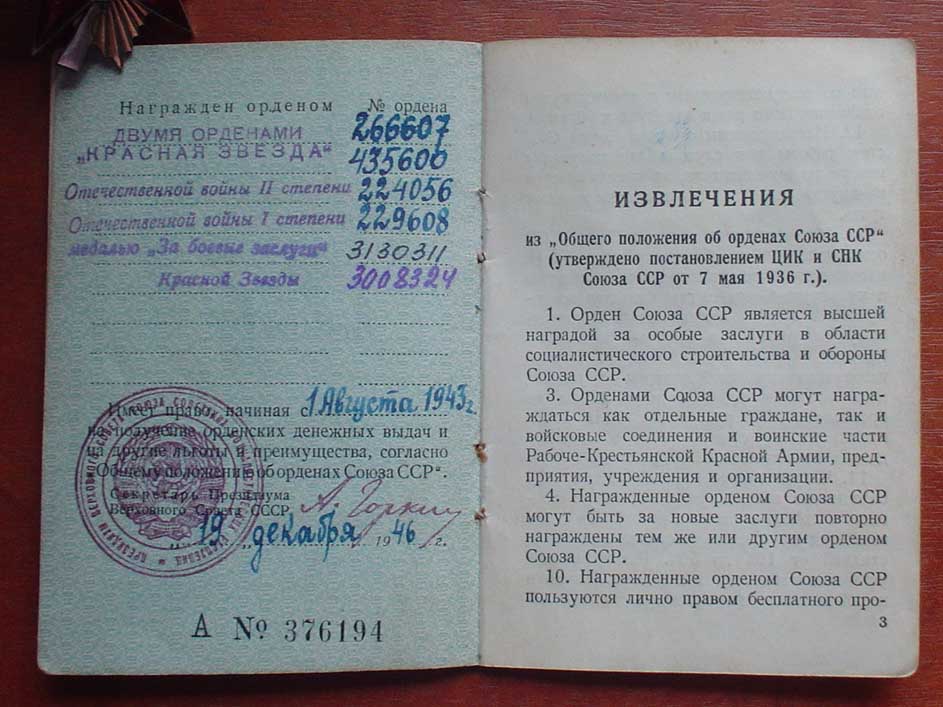 Награжден орденом № ордена
ДВУМЯ ОРДЕНАМИ 266607
„КРАСНАЯ ЗВЕЗДА“ 435600
Отечественной войны II степени 224056
Отечественной войны I степени 229608
медалью „За боевые заслуги“ 3130311
Красной Звезды 3008324
Имеет право начиная с 1 Августа 1943 г.
на получение орденских денежных выдач и
на другие льготы и преимущества, согласно
„Общему положению об орденах Союза ССР“.
Секретарь Президиума
Верховного Совета СССР А. Горкин
„19 „ декабря 1946 г.
А № 376194
ИЗВЛЕЧЕНИЯ
из „Общего положения об орденах Союза ССР“
(утверждено постановлением ЦИК и СНК
Союза ССР от 7 мая 1936 г.).
1. Орден Союза ССР является высшей
наградой за особые заслуги в области
социалистического строительства и обороны
Союза ССР.
3. Орденами Союза ССР могут награ-
ждаться как отдельные граждане, так и
войсковые соединения и воинские части
Рабоче-Крестьянской Красной Армии, пред-
приятия, учреждения и организации.
4. Награжденные орденом Союза ССР
могут быть за новые заслуги повторно
награждены тем же или другим орденом
Союза ССР.
10. Награжденные орденом Союза ССР
пользуются лично правом бесплатного про-
3